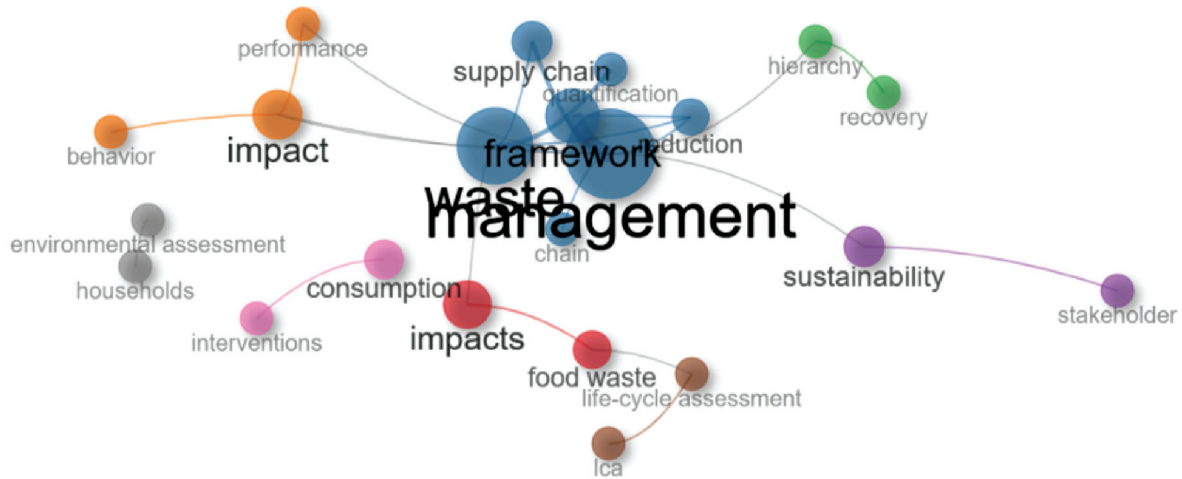 performance
supply chain
hierarchy
quantification
recovery
behavior
impact
framework
reduction
waste
management
environmental assessment
chain
households
consumption
sustainability
interventions
impacts
stakeholder
food waste
life-cycle assessment
lca